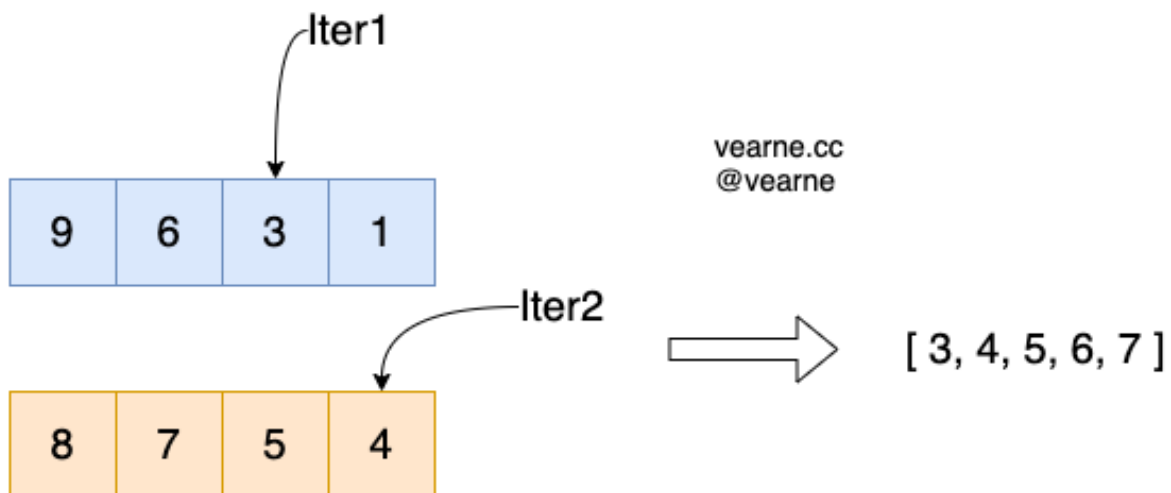 Iter1
vearne.cc
@vearne
9 6 3 1
Iter2
[ 3, 4, 5, 6, 7 ]
8 7 5 4